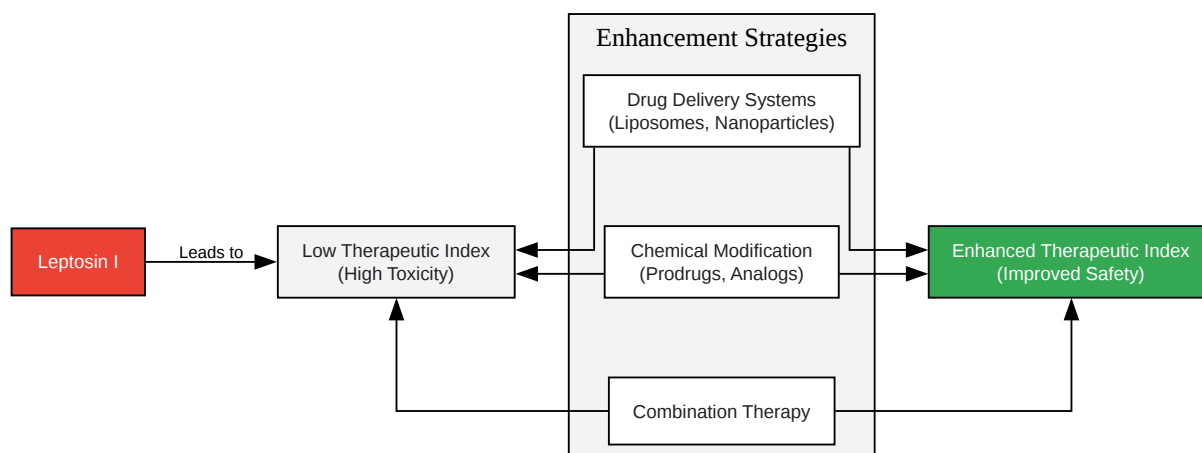 Enhancement Strategies
Drug Delivery Systems
(Liposomes, Nanoparticles)
Leptosin I
Leads to
Low Therapeutic Index
(High Toxicity)
Chemical Modification
(Prodrugs, Analogs)
Enhanced Therapeutic Index
(Improved Safety)
Combination Therapy